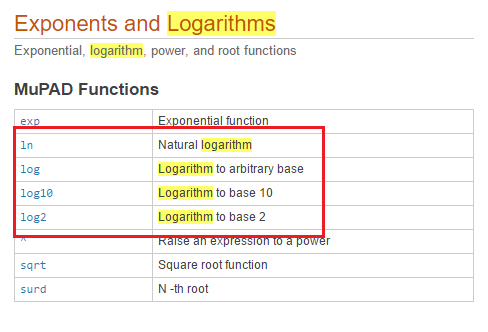 Exponents and Logarithms
Exponential, logarithm, power, and root functions
MuPAD Functions
exp Exponential function
ln Natural logarithm
log Logarithm to arbitrary base
log10 Logarithm to base 10
log2 Logarithm to base 2
^ Raise an expression to a power
sqrt Square root function
surd N -th root